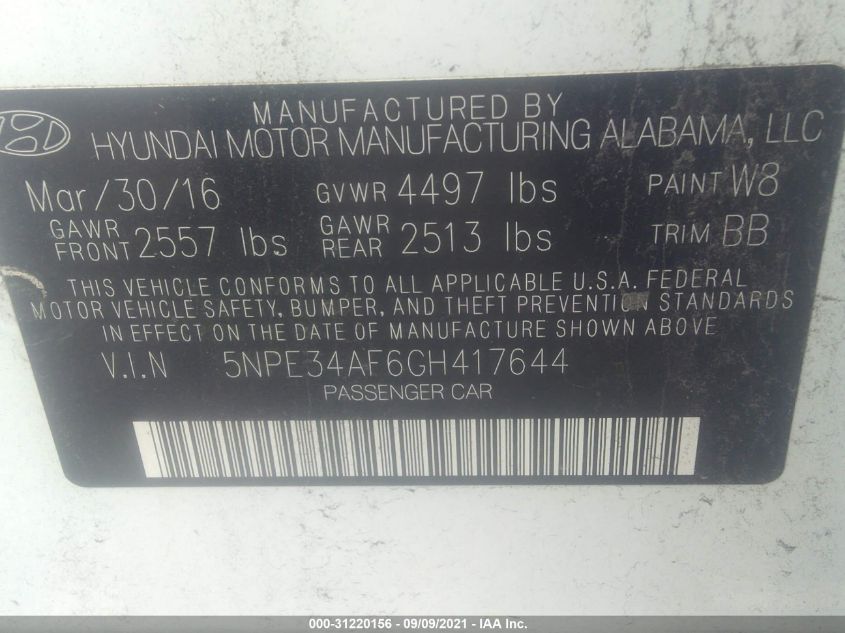 MANUFACTURED BY
HYUNDAI MOTOR MANUFACTURING ALABAMA, LLC
Mar/30/16 GVWR 4497 lbs PAINT W8
GAWR FRONT 2557 lbs GAWR REAR 2513 lbs TRIM BB
THIS VEHICLE CONFORMS TO ALL APPLICABLE U.S.A. FEDERAL
MOTOR VEHICLE SAFETY, BUMPER, AND THEFT PREVENTION STANDARDS
IN EFFECT ON THE DATE OF MANUFACTURE SHOWN ABOVE
V.I.N 5NPE34AF6GH417644
PASSENGER CAR
000-31220156 - 09/09/2021 - IAA Inc.